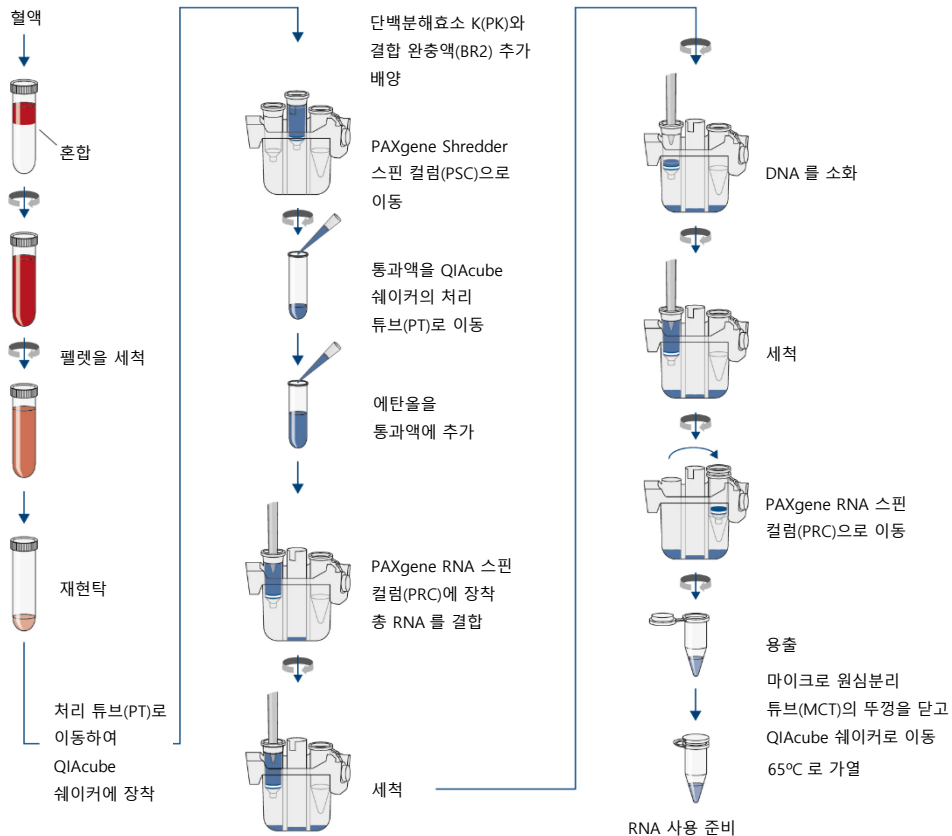 혈액
혼합
펠렛을 세척
재현탁
처리 튜브(PT)로
이동하여
QIAcube
쉐이커에 장착
단백분해효소 K(PK)와
결합 완충액(BR2) 추가
배양
PAXgene Shredder
스핀 컬럼(PSC)으로
이동
통과액을 QIAcube
쉐이커의 처리
튜브(PT)로 이동
에탄올을
통과액에 추가
PAXgene RNA 스핀
컬럼(PRC)에 장착
총 RNA 를 결합
세척
DNA 를 소화
세척
PAXgene RNA 스핀
컬럼(PRC)으로 이동
용출
마이크로 원심분리
튜브(MCT)의 뚜껑을 닫고
QIAcube 쉐이커로 이동
65ºC 로 가열
RNA 사용 준비